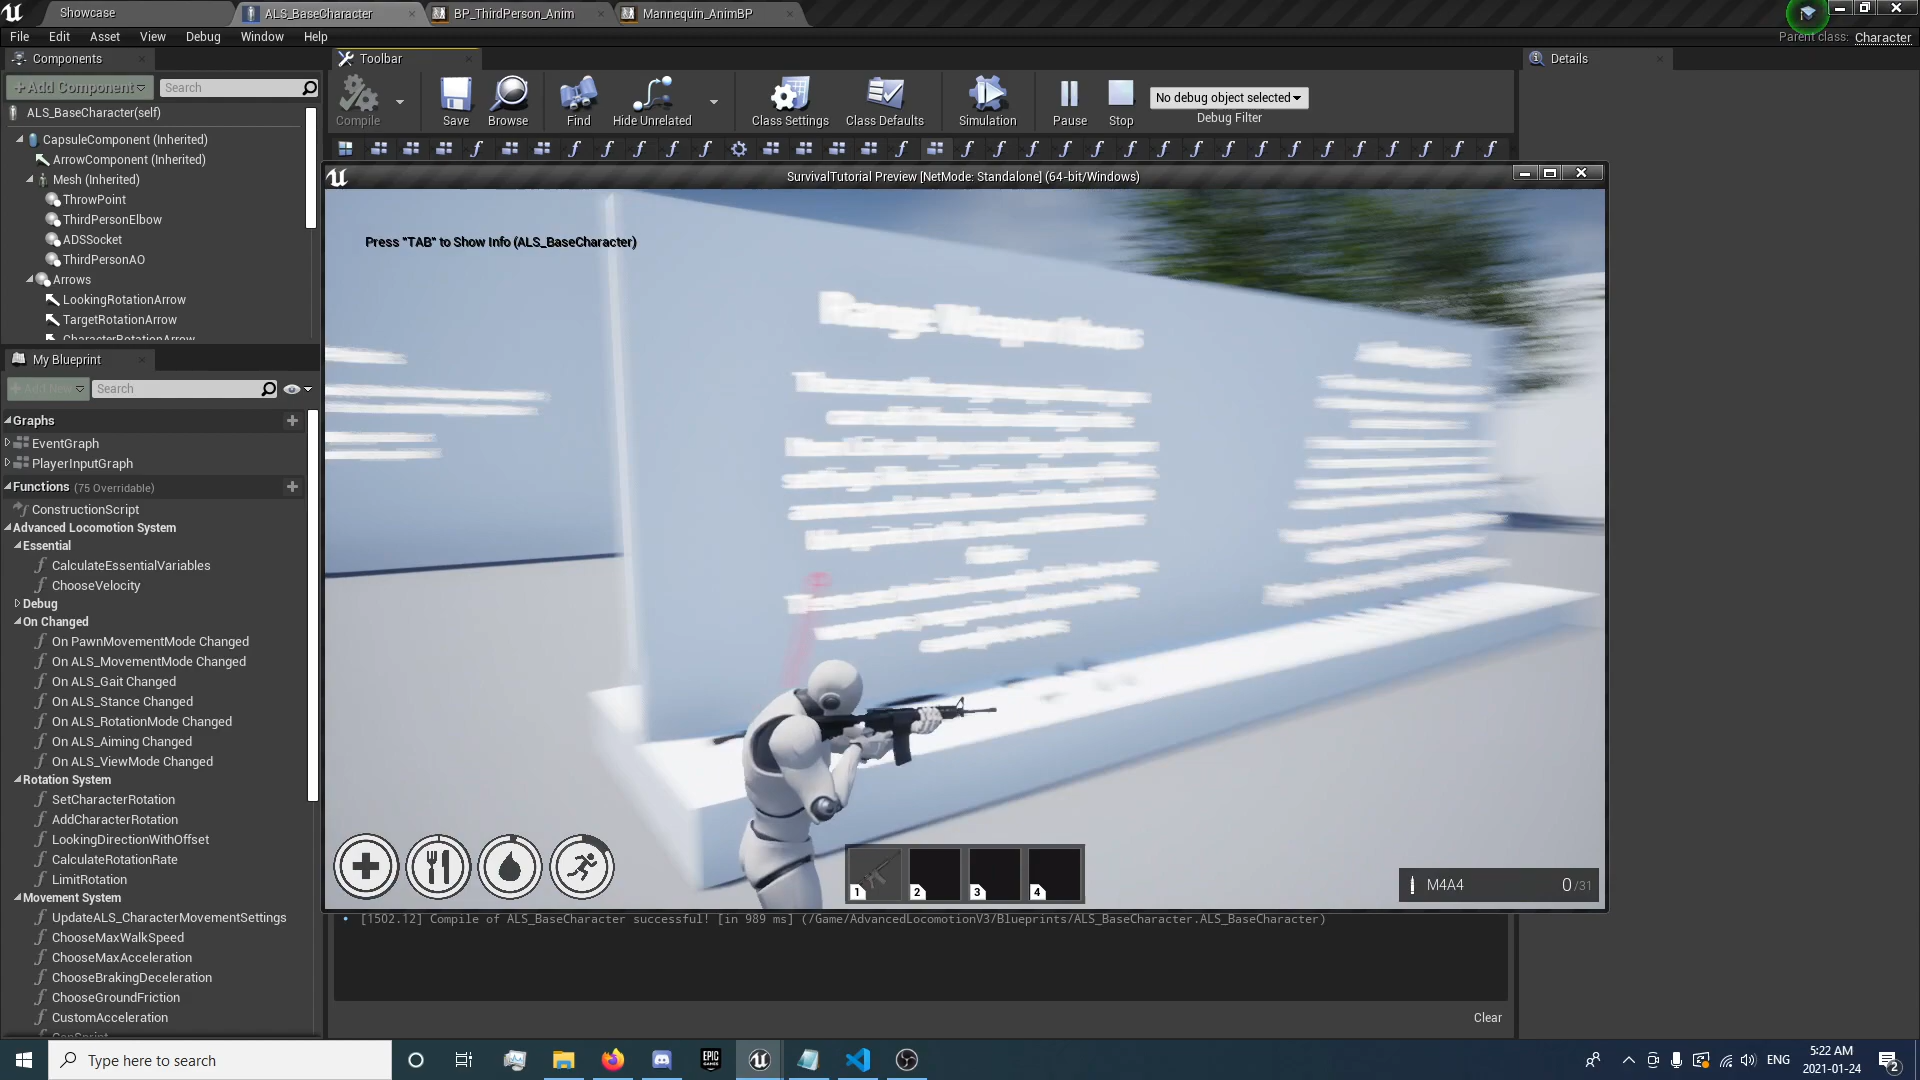 Showcase
ALS_BaseCharacter
BP_ThirdPerson_Anim
Mannequin_AnimBP
File Edit Asset View Debug Window Help
Parent class: Character
Components
Toolbar
Details
+Add Component
Search
Compile
Save
Browse
Find
Hide Unrelated
Class Settings
Class Defaults
Simulation
Pause
Stop
No debug object selected
Debug Filter
ALS_BaseCharacter(self)
CapsuleComponent (Inherited)
ArrowComponent (Inherited)
Mesh (Inherited)
ThrowPoint
ThirdPersonElbow
ADSSocket
ThirdPersonAO
Arrows
LookingRotationArrow
TargetRotationArrow
CharacterRotationArrow
SurvivalTutorial Preview [NetMode: Standalone] (64-bit/Windows)
Press "TAB" to Show Info (ALS_BaseCharacter)
My Blueprint
+Add New
Search
Graphs
EventGraph
PlayerInputGraph
Functions (75 Overridable)
ConstructionScript
Advanced Locomotion System
Essential
CalculateEssentialVariables
ChooseVelocity
Debug
On Changed
On PawnMovementMode Changed
On ALS_MovementMode Changed
On ALS_Gait Changed
On ALS_Stance Changed
On ALS_RotationMode Changed
On ALS_Aiming Changed
On ALS_ViewMode Changed
Rotation System
SetCharacterRotation
AddCharacterRotation
LookingDirectionWithOffset
CalculateRotationRate
LimitRotation
Movement System
UpdateALS_CharacterMovementSettings
ChooseMaxWalkSpeed
ChooseMaxAcceleration
ChooseBrakingDeceleration
ChooseGroundFriction
CustomAcceleration
1 2 3 4
M4A4 0/31
[1502.12] Compile of ALS_BaseCharacter successful! [in 989 ms] (/Game/AdvancedLocomotionV3/Blueprints/ALS_BaseCharacter.ALS_BaseCharacter)
Clear
Type here to search
EPIC GAMES
ENG
5:22 AM
2021-01-24
2